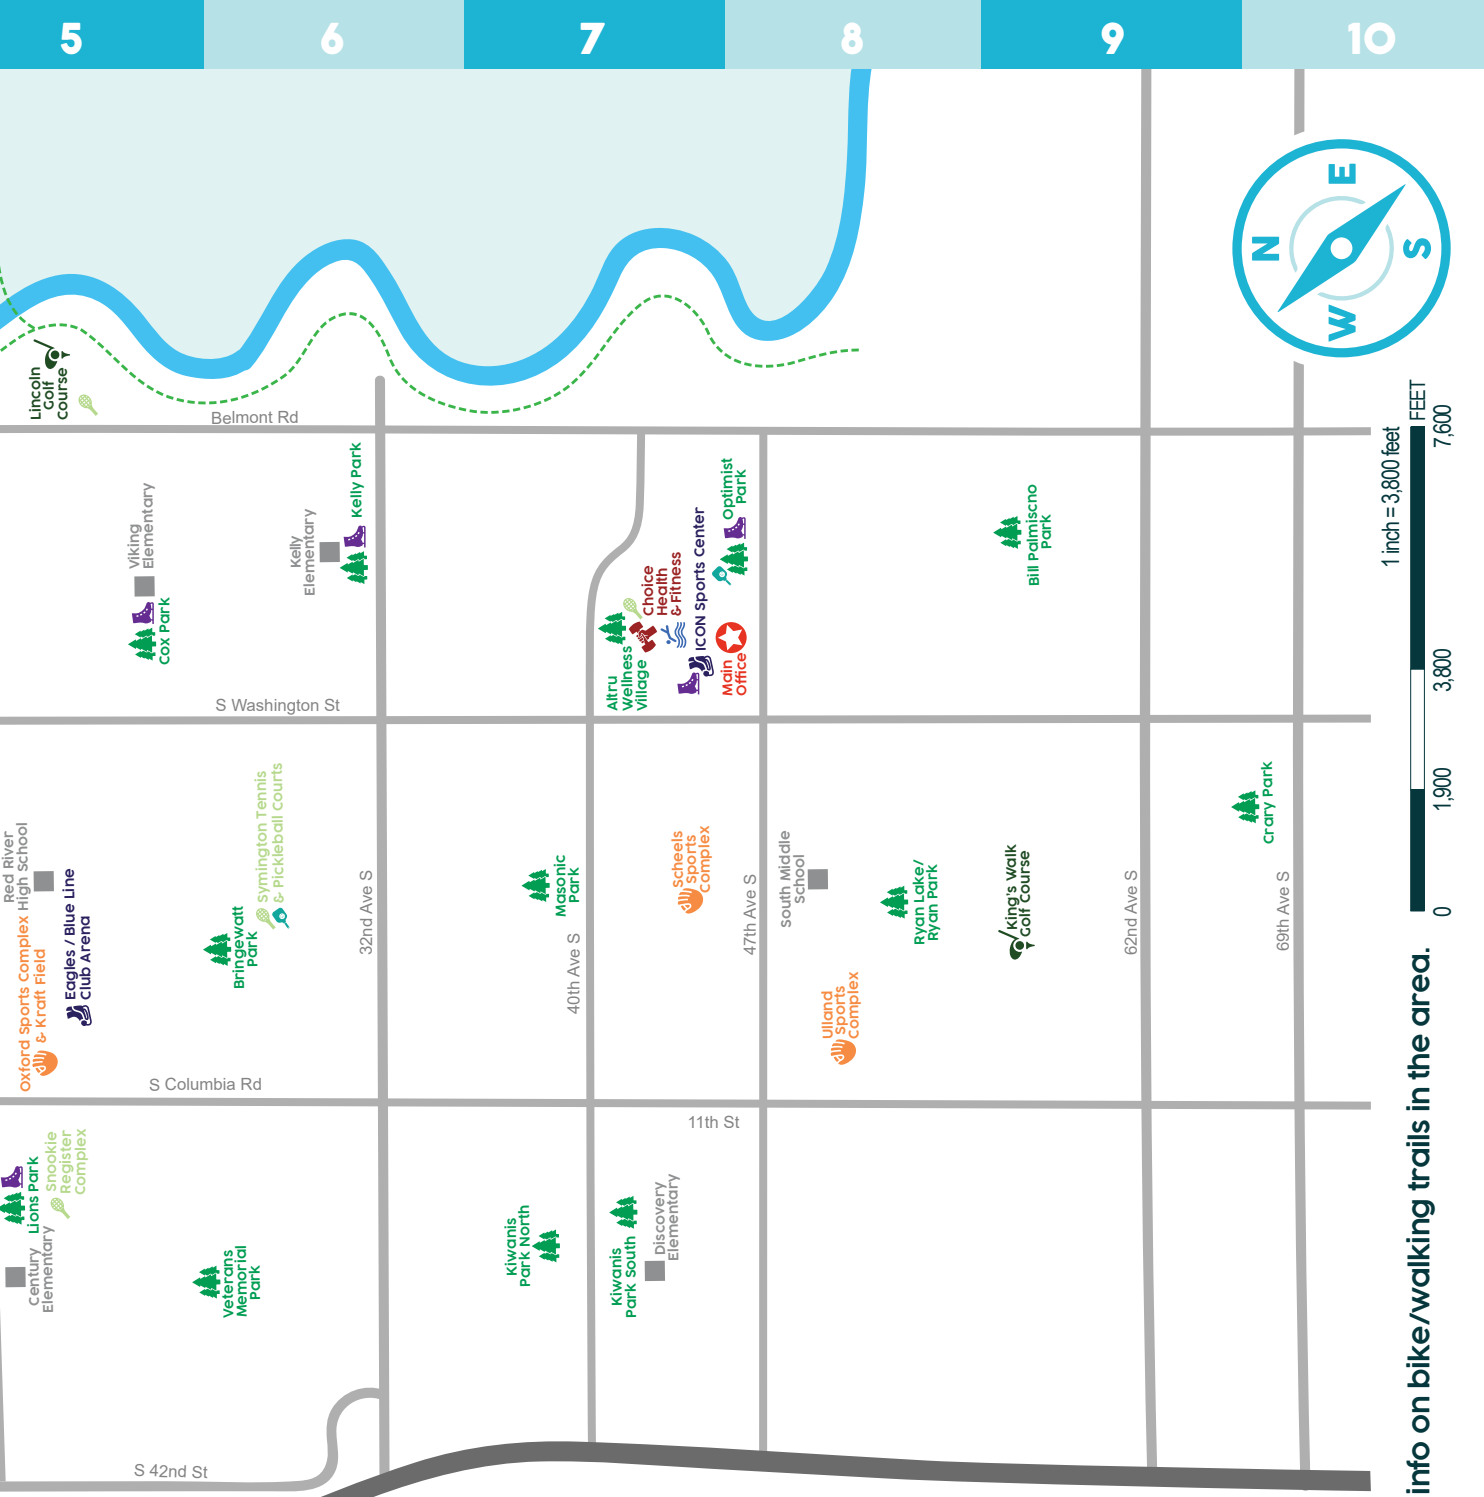 5
6
7
8
9
10
N
E
S
W
Lincoln
Golf
Course
Belmont Rd
Viking
Elementary
Cox Park
Kelly
Elementary
Kelly Park
Optimist
Park
Choice
Health
& Fitness
ICON Sports Center
Altru
Wellness
Village
Main
Office
Bill Palmiscno
Park
1 inch = 3,800 feet
FEET
7,600
3,800
1,900
0
S Washington St
Red River
High School
Oxford Sports Complex
& Kraft Field
Eagles / Blue Line
Club Arena
Symington Tennis
& Pickleball Courts
Bringewatt
Park
32nd Ave S
Masonic
Park
40th Ave S
Scheels
Sports
Complex
47th Ave S
south Middle
school
Ulland
Sports
Complex
Ryan Lake/
Ryan Park
King's Walk
Golf Course
62nd Ave S
Crary Park
69th Ave S
S Columbia Rd
11th St
Lions Park
Snookie
Register
Complex
Century
Elementary
Veterans
Memorial
Park
Kiwanis
Park North
Kiwanis
Park South
Discovery
Elementary
S 42nd St
info on bike/walking trails in the area.